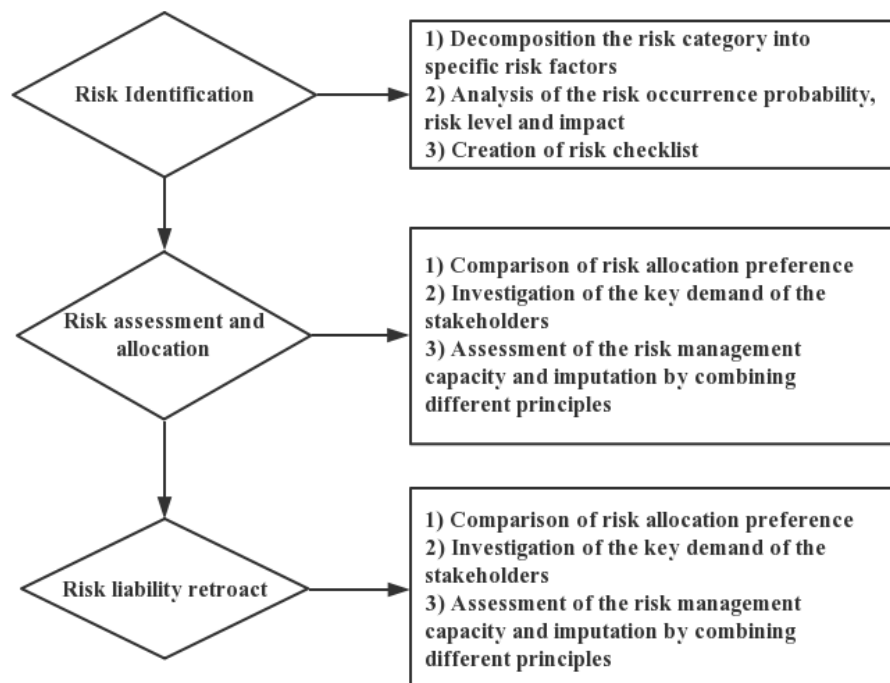 Risk Identification
1) Decomposition the risk category into
specific risk factors
2) Analysis of the risk occurrence probability,
risk level and impact
3) Creation of risk checklist
Risk assessment and
allocation
1) Comparison of risk allocation preference
2) Investigation of the key demand of the
stakeholders
3) Assessment of the risk management
capacity and imputation by combining
different principles
Risk liability retroact
1) Comparison of risk allocation preference
2) Investigation of the key demand of the
stakeholders
3) Assessment of the risk management
capacity and imputation by combining
different principles